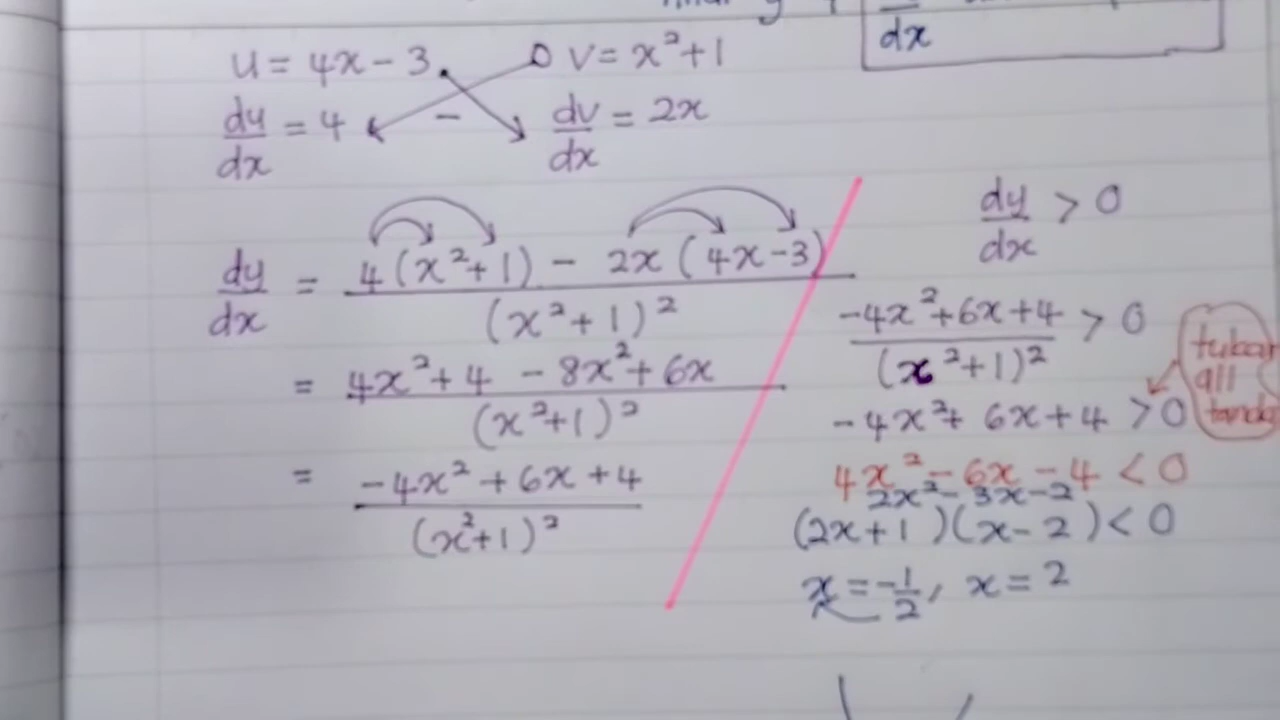 dx
u = 4x - 3 v = x² + 1
du/dx = 4 - dv/dx = 2x
dy/dx = 4(x² + 1) - 2x(4x - 3) / (x² + 1)²
= 4x² + 4 - 8x² + 6x / (x² + 1)²
= -4x² + 6x + 4 / (x² + 1)²
dy/dx > 0
-4x² + 6x + 4 / (x² + 1)² > 0
-4x² + 6x + 4 > 0
all
4x² - 6x - 4 < 0
2x² - 3x - 2
(2x + 1)(x - 2) < 0
x = -1/2, x = 2